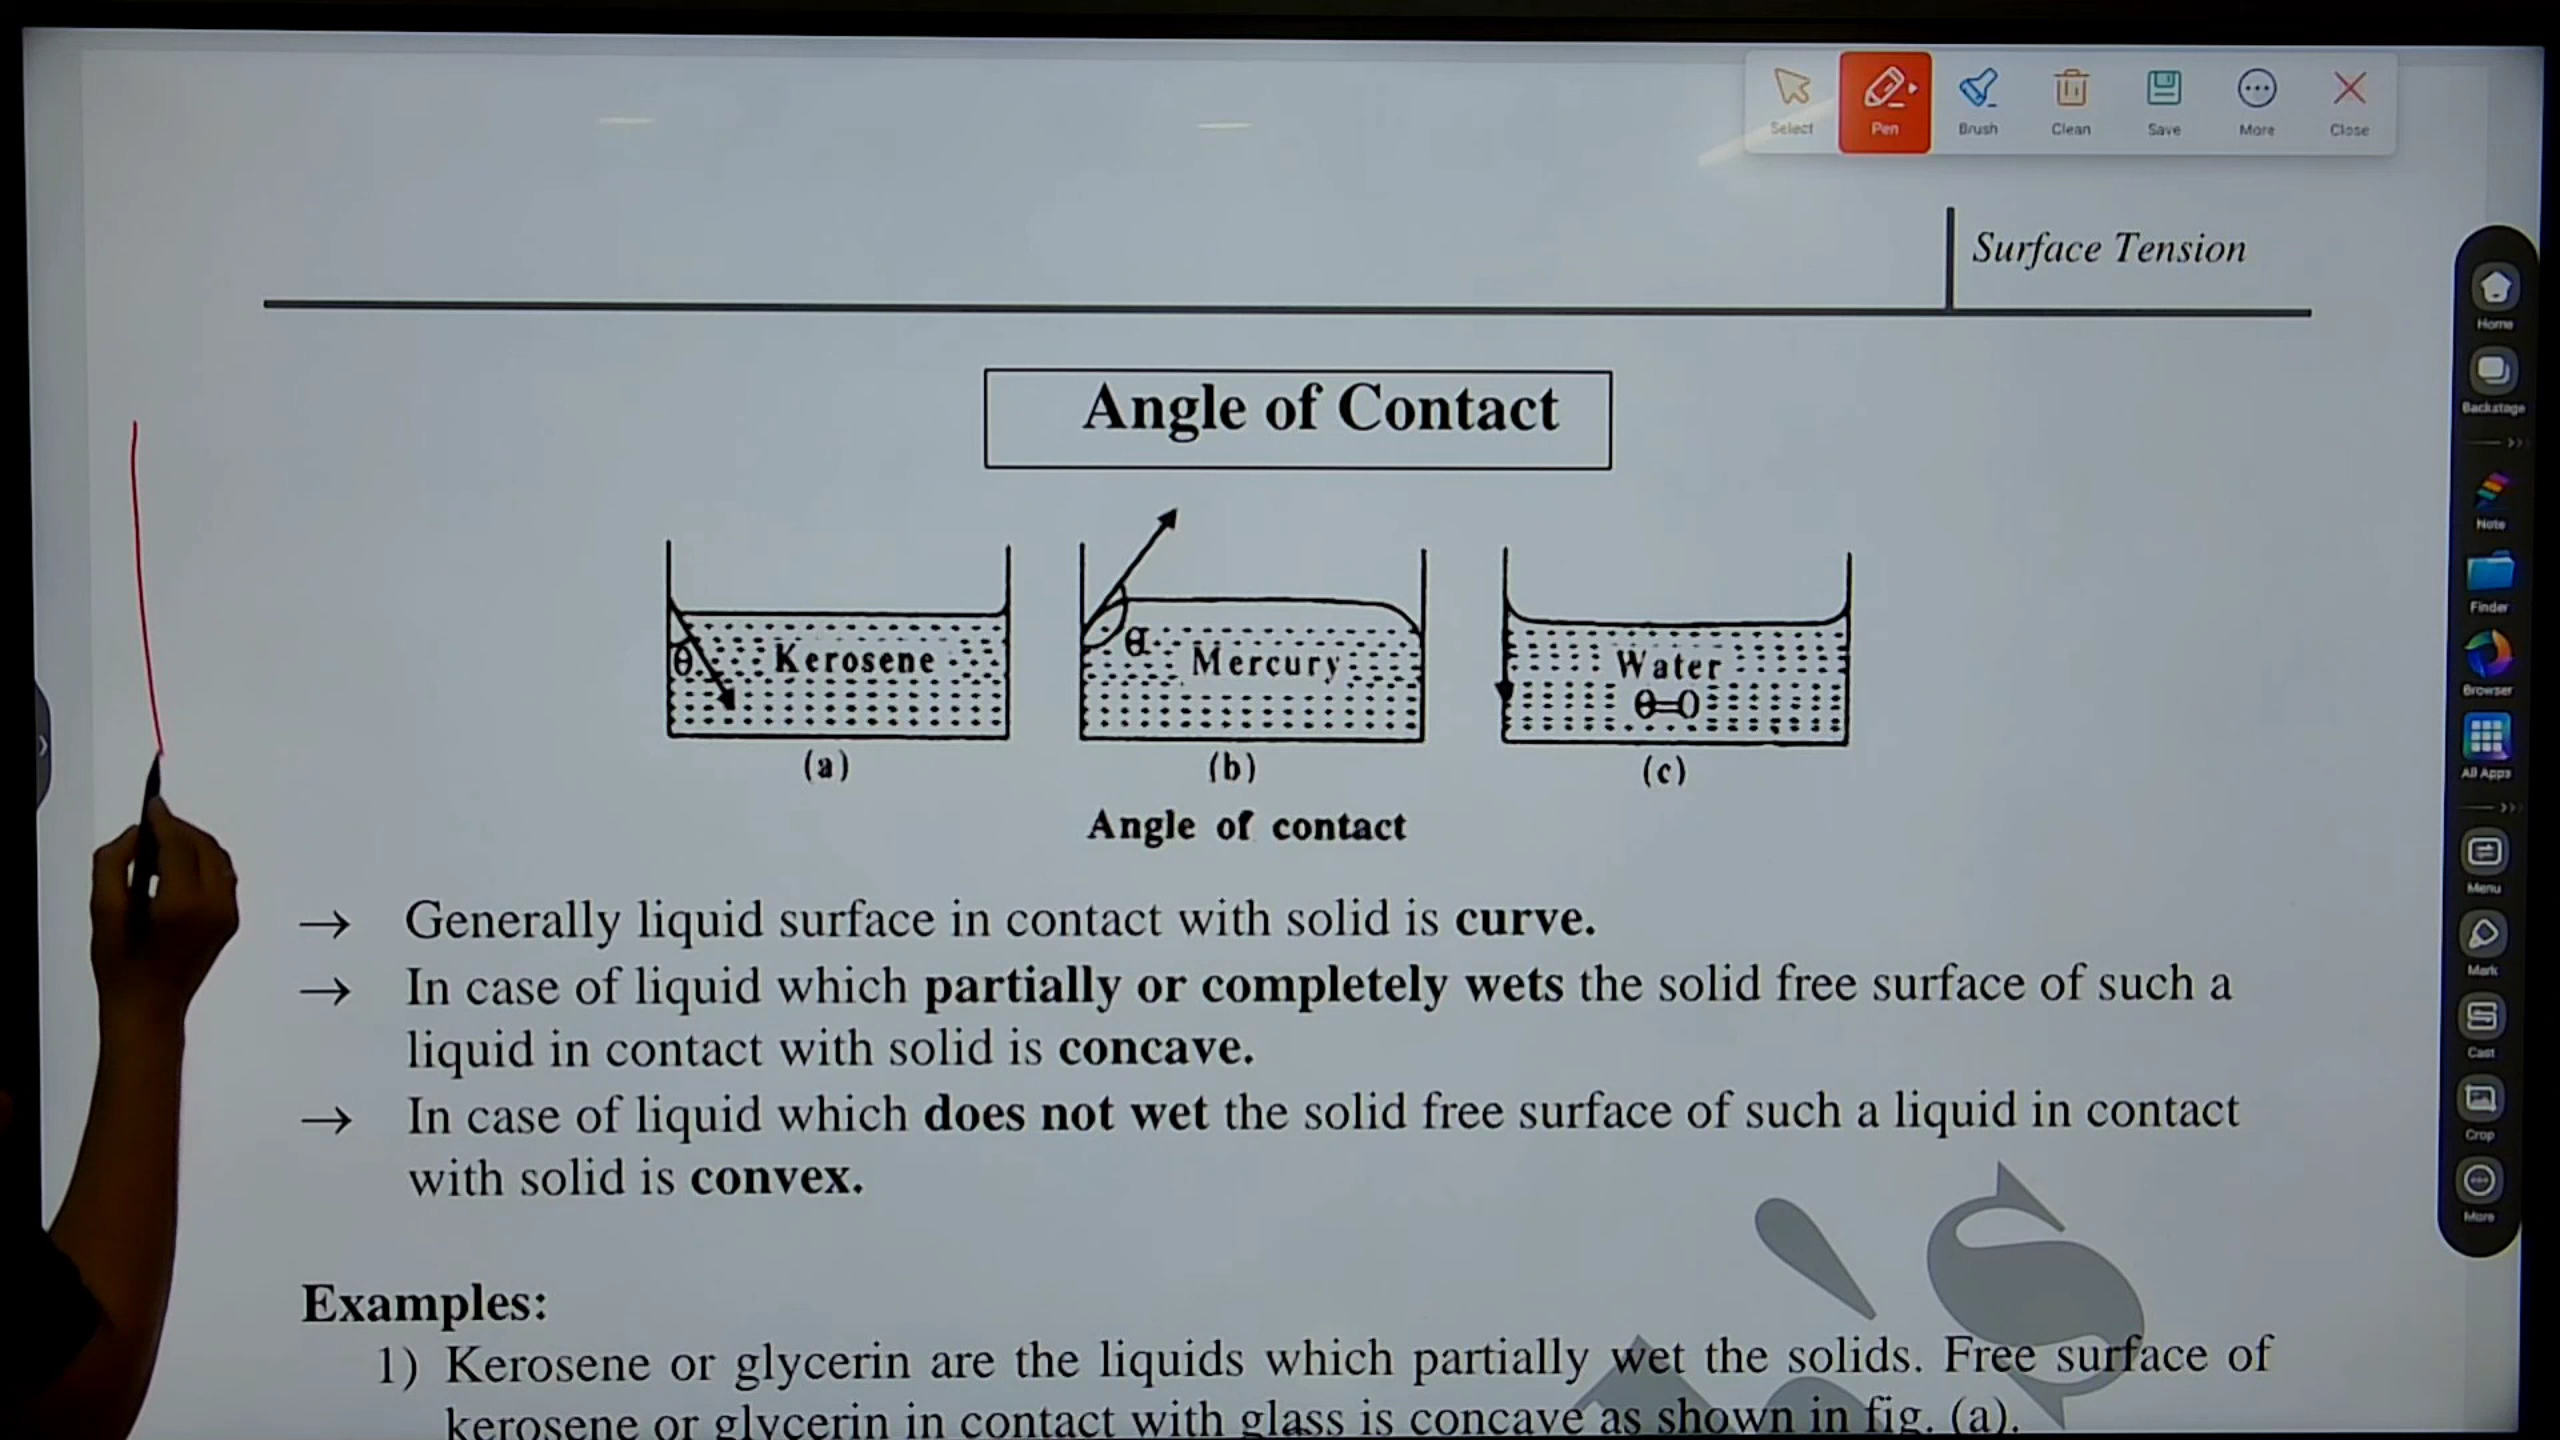 Select Pen Brush Clean Save More Close
Surface Tension
Home
Backstage
Angle of Contact
Note
Finder
θ Kerosene
θ Mercury
Water
θ=0
Browser
All Apps
(a) (b) (c)
Angle of contact
Menu
→ Generally liquid surface in contact with solid is curve.
Mark
→ In case of liquid which partially or completely wets the solid free surface of such a
liquid in contact with solid is concave.
Cast
→ In case of liquid which does not wet the solid free surface of such a liquid in contact
Crop
with solid is convex.
More
Examples:
1) Kerosene or glycerin are the liquids which partially wet the solids. Free surface of
kerosene or glycerin in contact with glass is concave as shown in fig. (a).